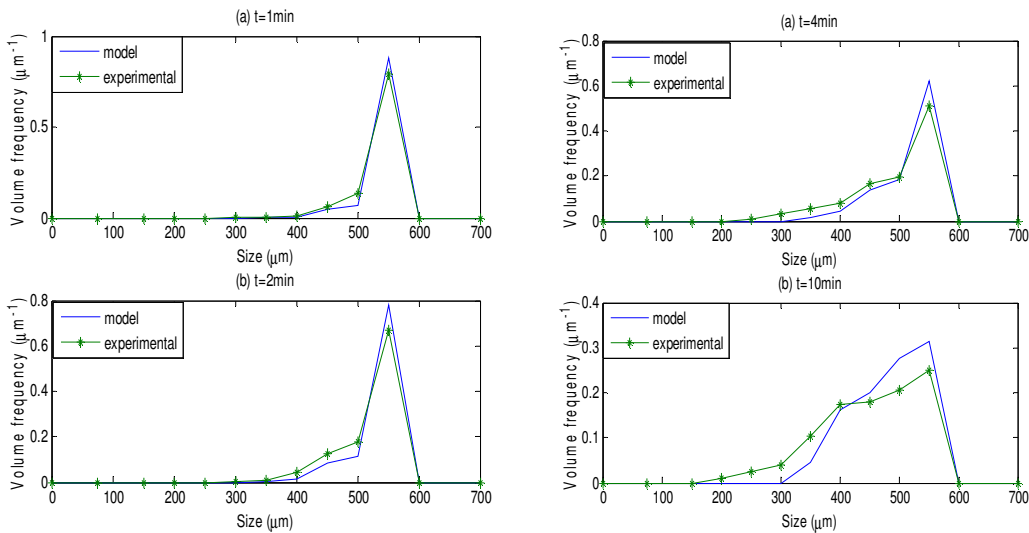 (a) t=1min
1
0.5
0
Volume frequency (μm⁻¹)
model
experimental
0 100 200 300 400 500 600 700
Size (μm)
(b) t=2min
0.8
0.6
0.4
0.2
0
Volume frequency (μm⁻¹)
model
experimental
0 100 200 300 400 500 600 700
Size (μm)
(a) t=4min
0.8
0.6
0.4
0.2
0
Volume frequency (μm⁻¹)
model
experimental
0 100 200 300 400 500 600 700
Size (μm)
(b) t=10min
0.4
0.3
0.2
0.1
0
Volume frequency (μm⁻¹)
model
experimental
0 100 200 300 400 500 600 700
Size (μm)